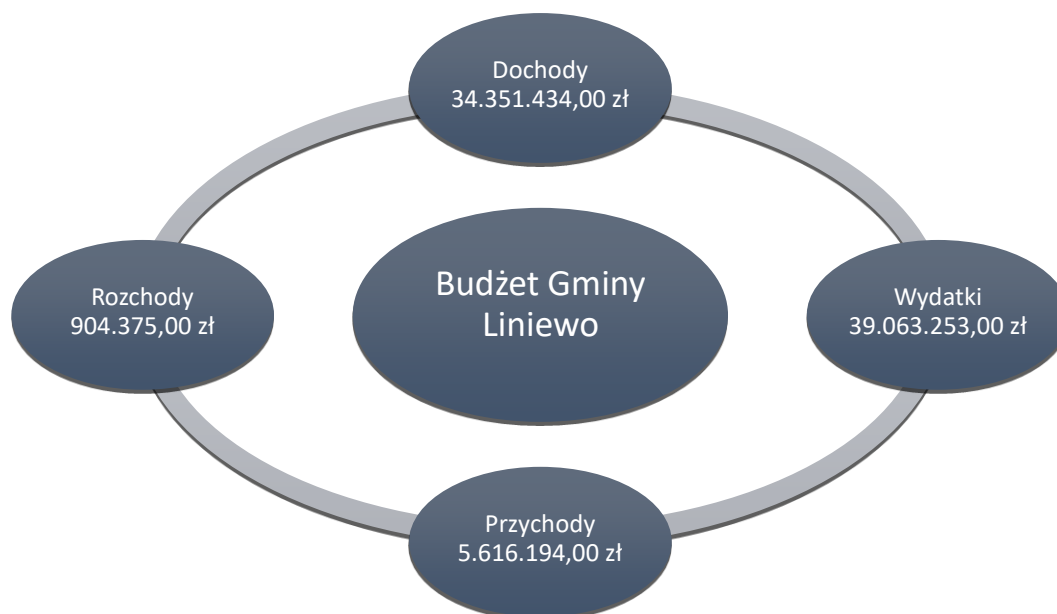 Dochody
34.351.434,00 zł
Budżet Gminy
Liniewo
Rozchody
904.375,00 zł
Wydatki
39.063.253,00 zł
Przychody
5.616.194,00 zł